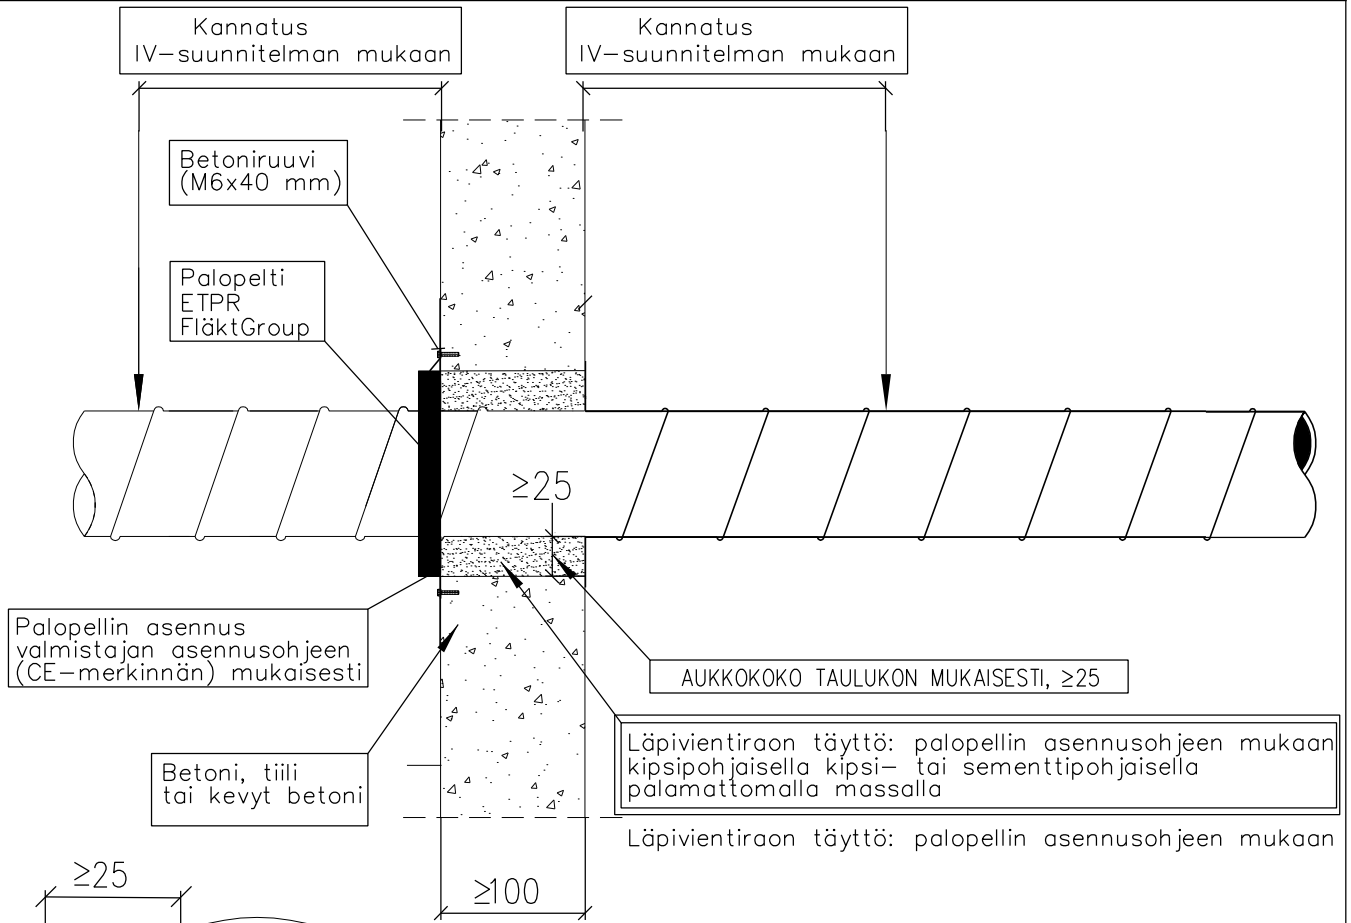 Kannatus
IV-suunnitelman mukaan
Kannatus
IV-suunnitelman mukaan
Betoniruuvi
(M6x40 mm)
Palopelti
ETPR
FläktGroup
≥25
Palopellin asennus
valmistajan asennusohjeen
(CE-merkinnän) mukaisesti
AUKKOKOKO TAULUKON MUKAISESTI, ≥25
Läpivientiraon täyttö: palopellin asennusohjeen mukaan
kipsipohjaisella kipsi- tai sementtipohjaisella
palamattomalla massalla
Betoni, tiili
tai kevyt betoni
Läpivientiraon täyttö: palopellin asennusohjeen mukaan
≥25
≥100